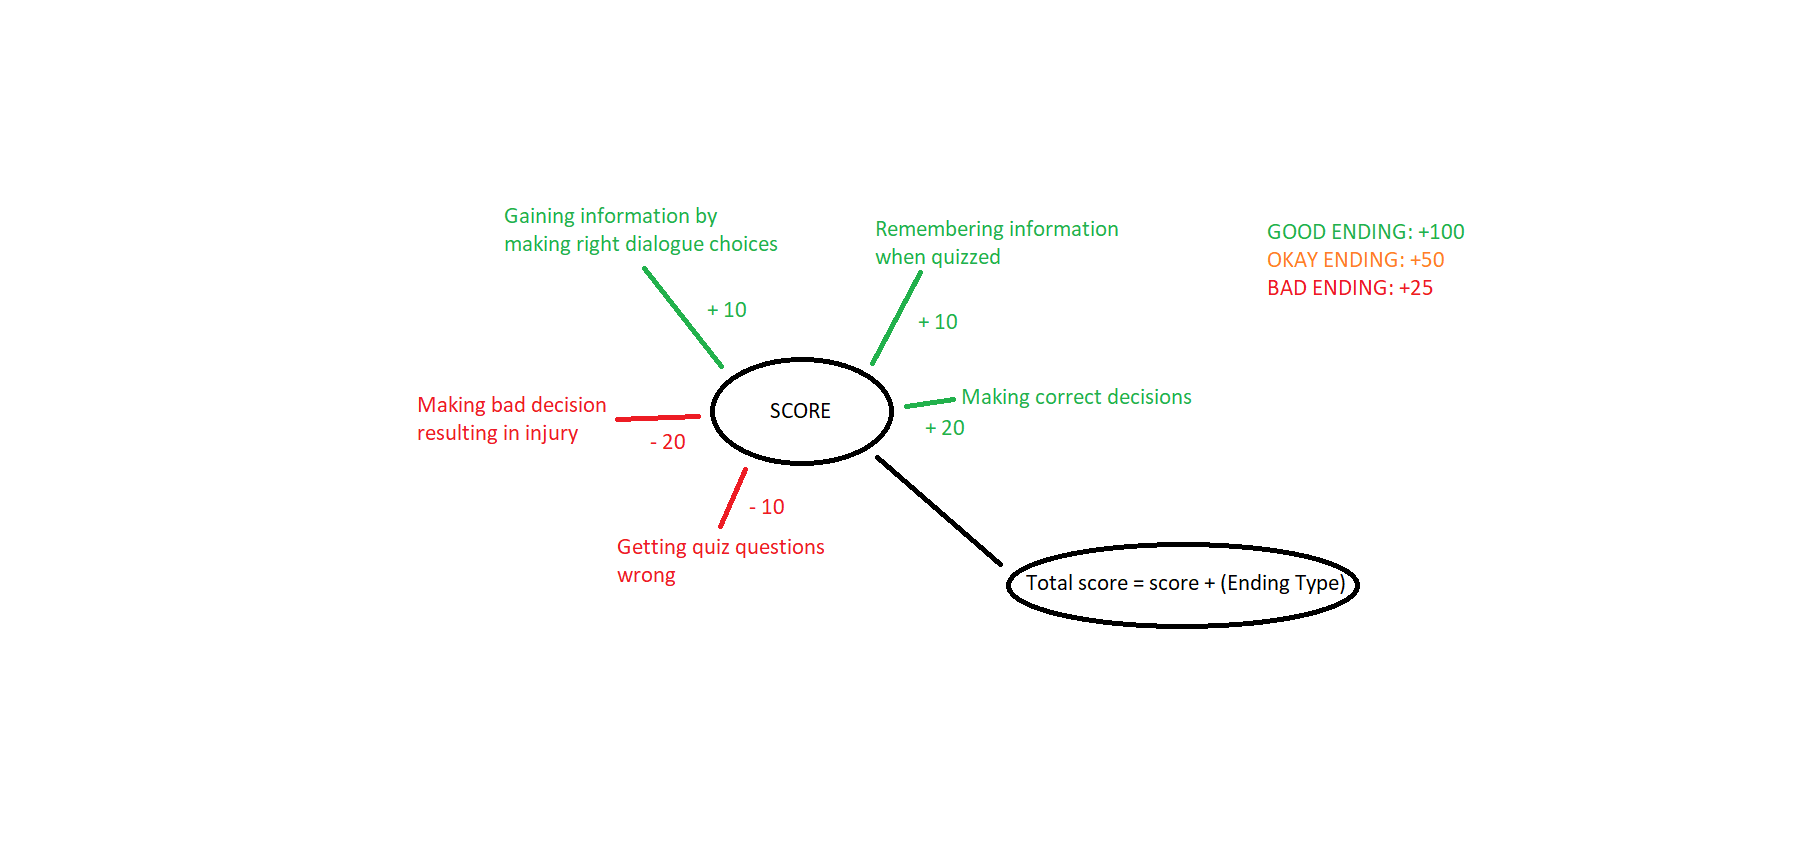 Gaining information by
making right dialogue choices
+ 10
Remembering information
when quizzed
+ 10
GOOD ENDING: +100
OKAY ENDING: +50
BAD ENDING: +25
Making bad decision
resulting in injury
- 20
SCORE
Making correct decisions
+ 20
- 10
Getting quiz questions
wrong
Total score = score + (Ending Type)